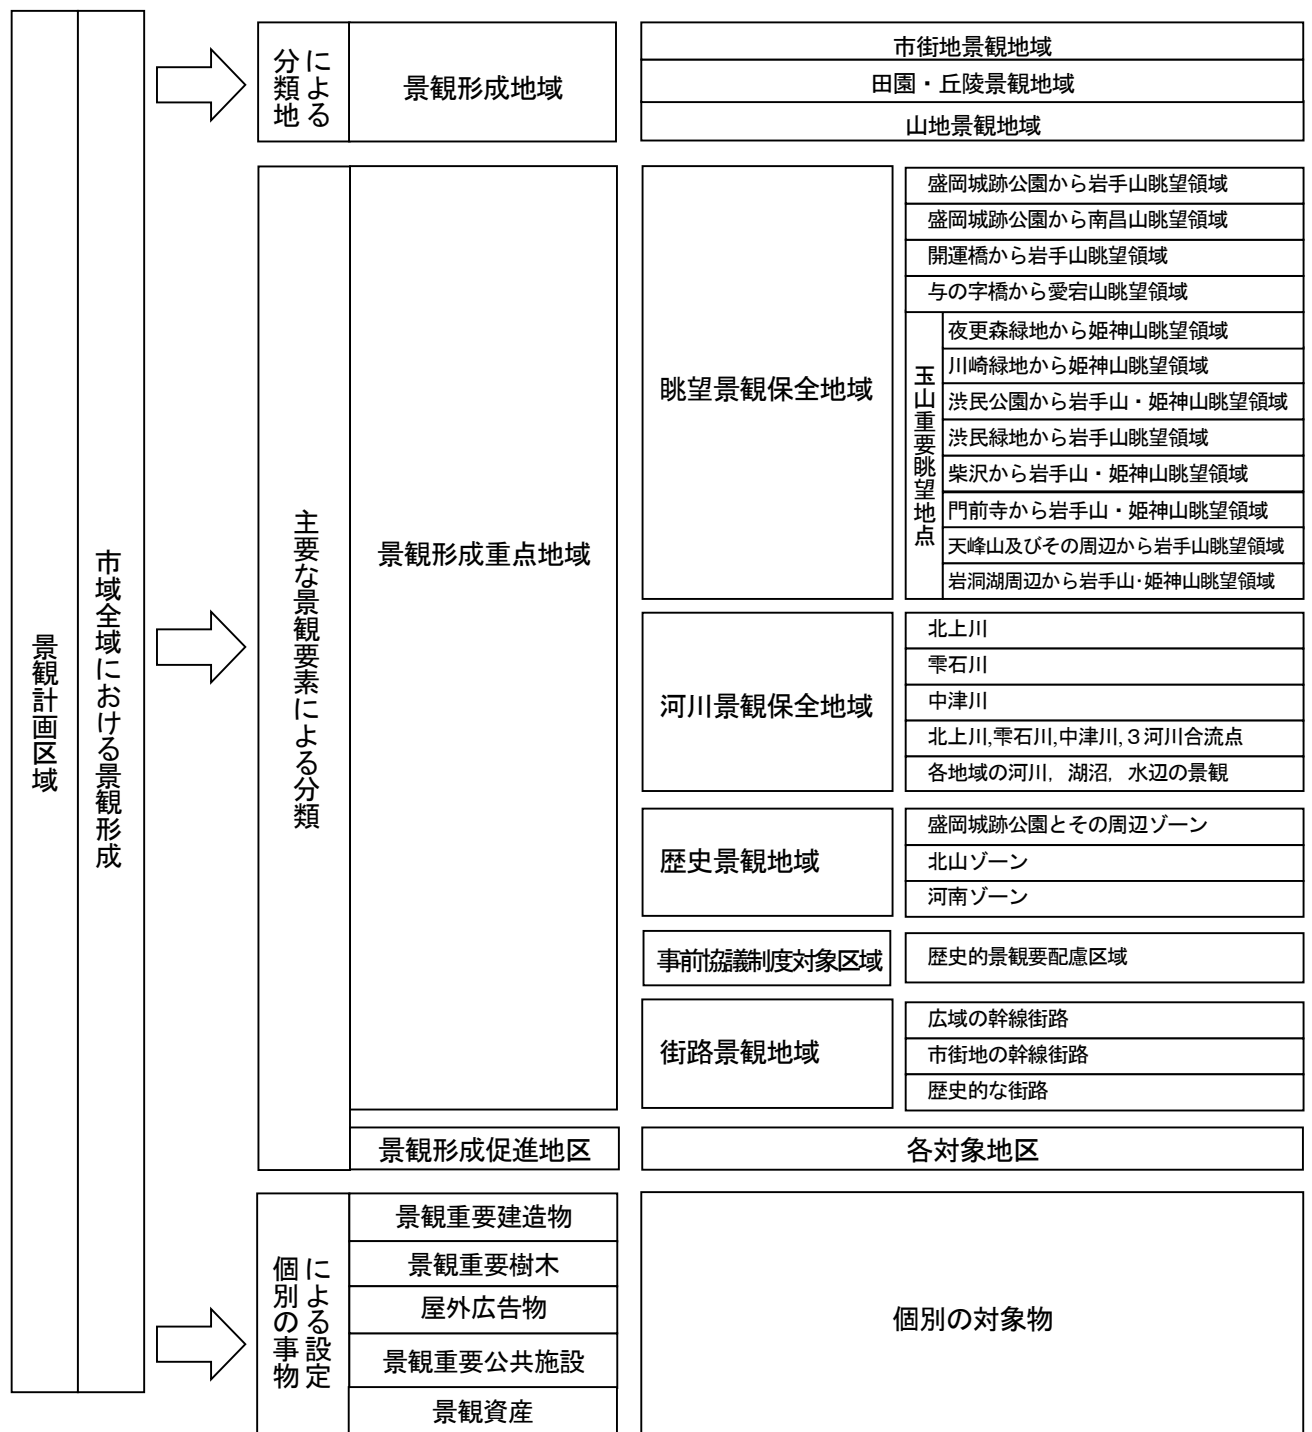 景観計画区域
市域全域における景観形成
分類地
による
景観形成地域
市街地景観地域
田園・丘陵景観地域
山地景観地域
主要な景観要素による分類
景観形成重点地域
眺望景観保全地域
盛岡城跡公園から岩手山眺望領域
盛岡城跡公園から南昌山眺望領域
開運橋から岩手山眺望領域
与の字橋から愛宕山眺望領域
玉山重要眺望地点
夜更森緑地から姫神山眺望領域
川崎緑地から姫神山眺望領域
渋民公園から岩手山・姫神山眺望領域
渋民緑地から岩手山眺望領域
柴沢から岩手山・姫神山眺望領域
門前寺から岩手山・姫神山眺望領域
天峰山及びその周辺から岩手山眺望領域
岩洞湖周辺から岩手山・姫神山眺望領域
河川景観保全地域
北上川
雫石川
中津川
北上川,雫石川,中津川,３河川合流点
各地域の河川，湖沼，水辺の景観
歴史景観地域
盛岡城跡公園とその周辺ゾーン
北山ゾーン
河南ゾーン
事前協議制度対象区域
歴史的景観要配慮区域
街路景観地域
広域の幹線街路
市街地の幹線街路
歴史的な街路
景観形成促進地区
各対象地区
個別の事物
による設定
景観重要建造物
景観重要樹木
屋外広告物
景観重要公共施設
景観資産
個別の対象物